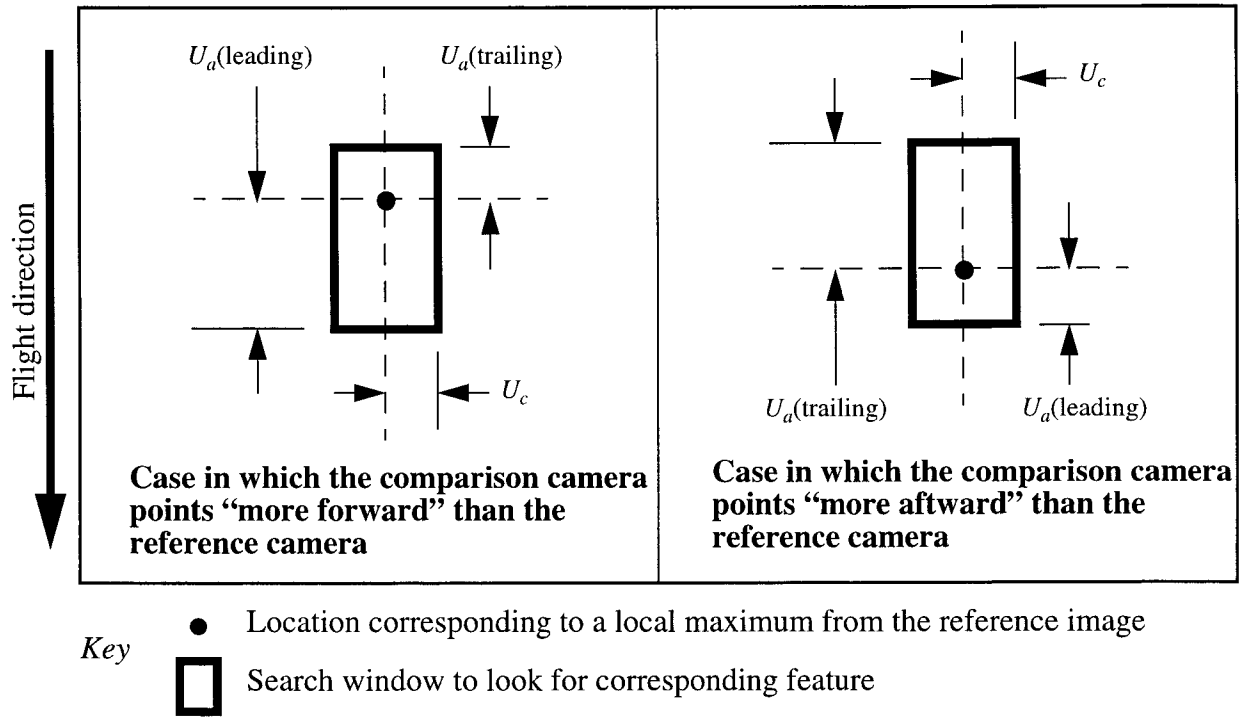 Flight direction
U_a(leading)
U_a(trailing)
U_c
Case in which the comparison camera
points “more forward” than the
reference camera
U_c
U_a(trailing)
U_a(leading)
Case in which the comparison camera
points “more aftward” than the
reference camera
Key
Location corresponding to a local maximum from the reference image
Search window to look for corresponding feature